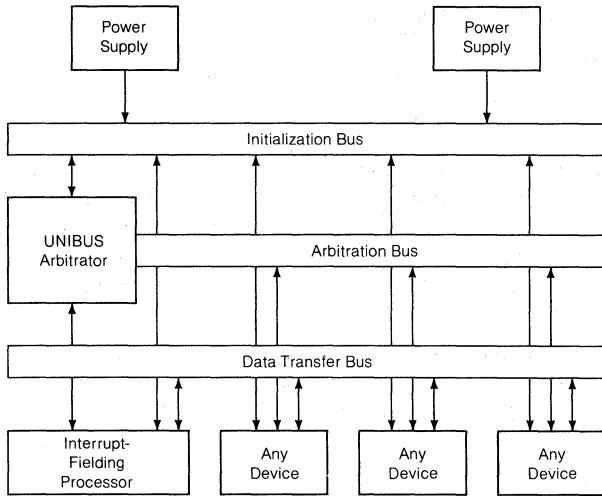 Power
Supply
Power
Supply
Initialization Bus
UNIBUS
Arbitrator
Arbitration Bus
Data Transfer Bus
Interrupt-
Fielding
Processor
Any
Device
Any
Device
Any
Device